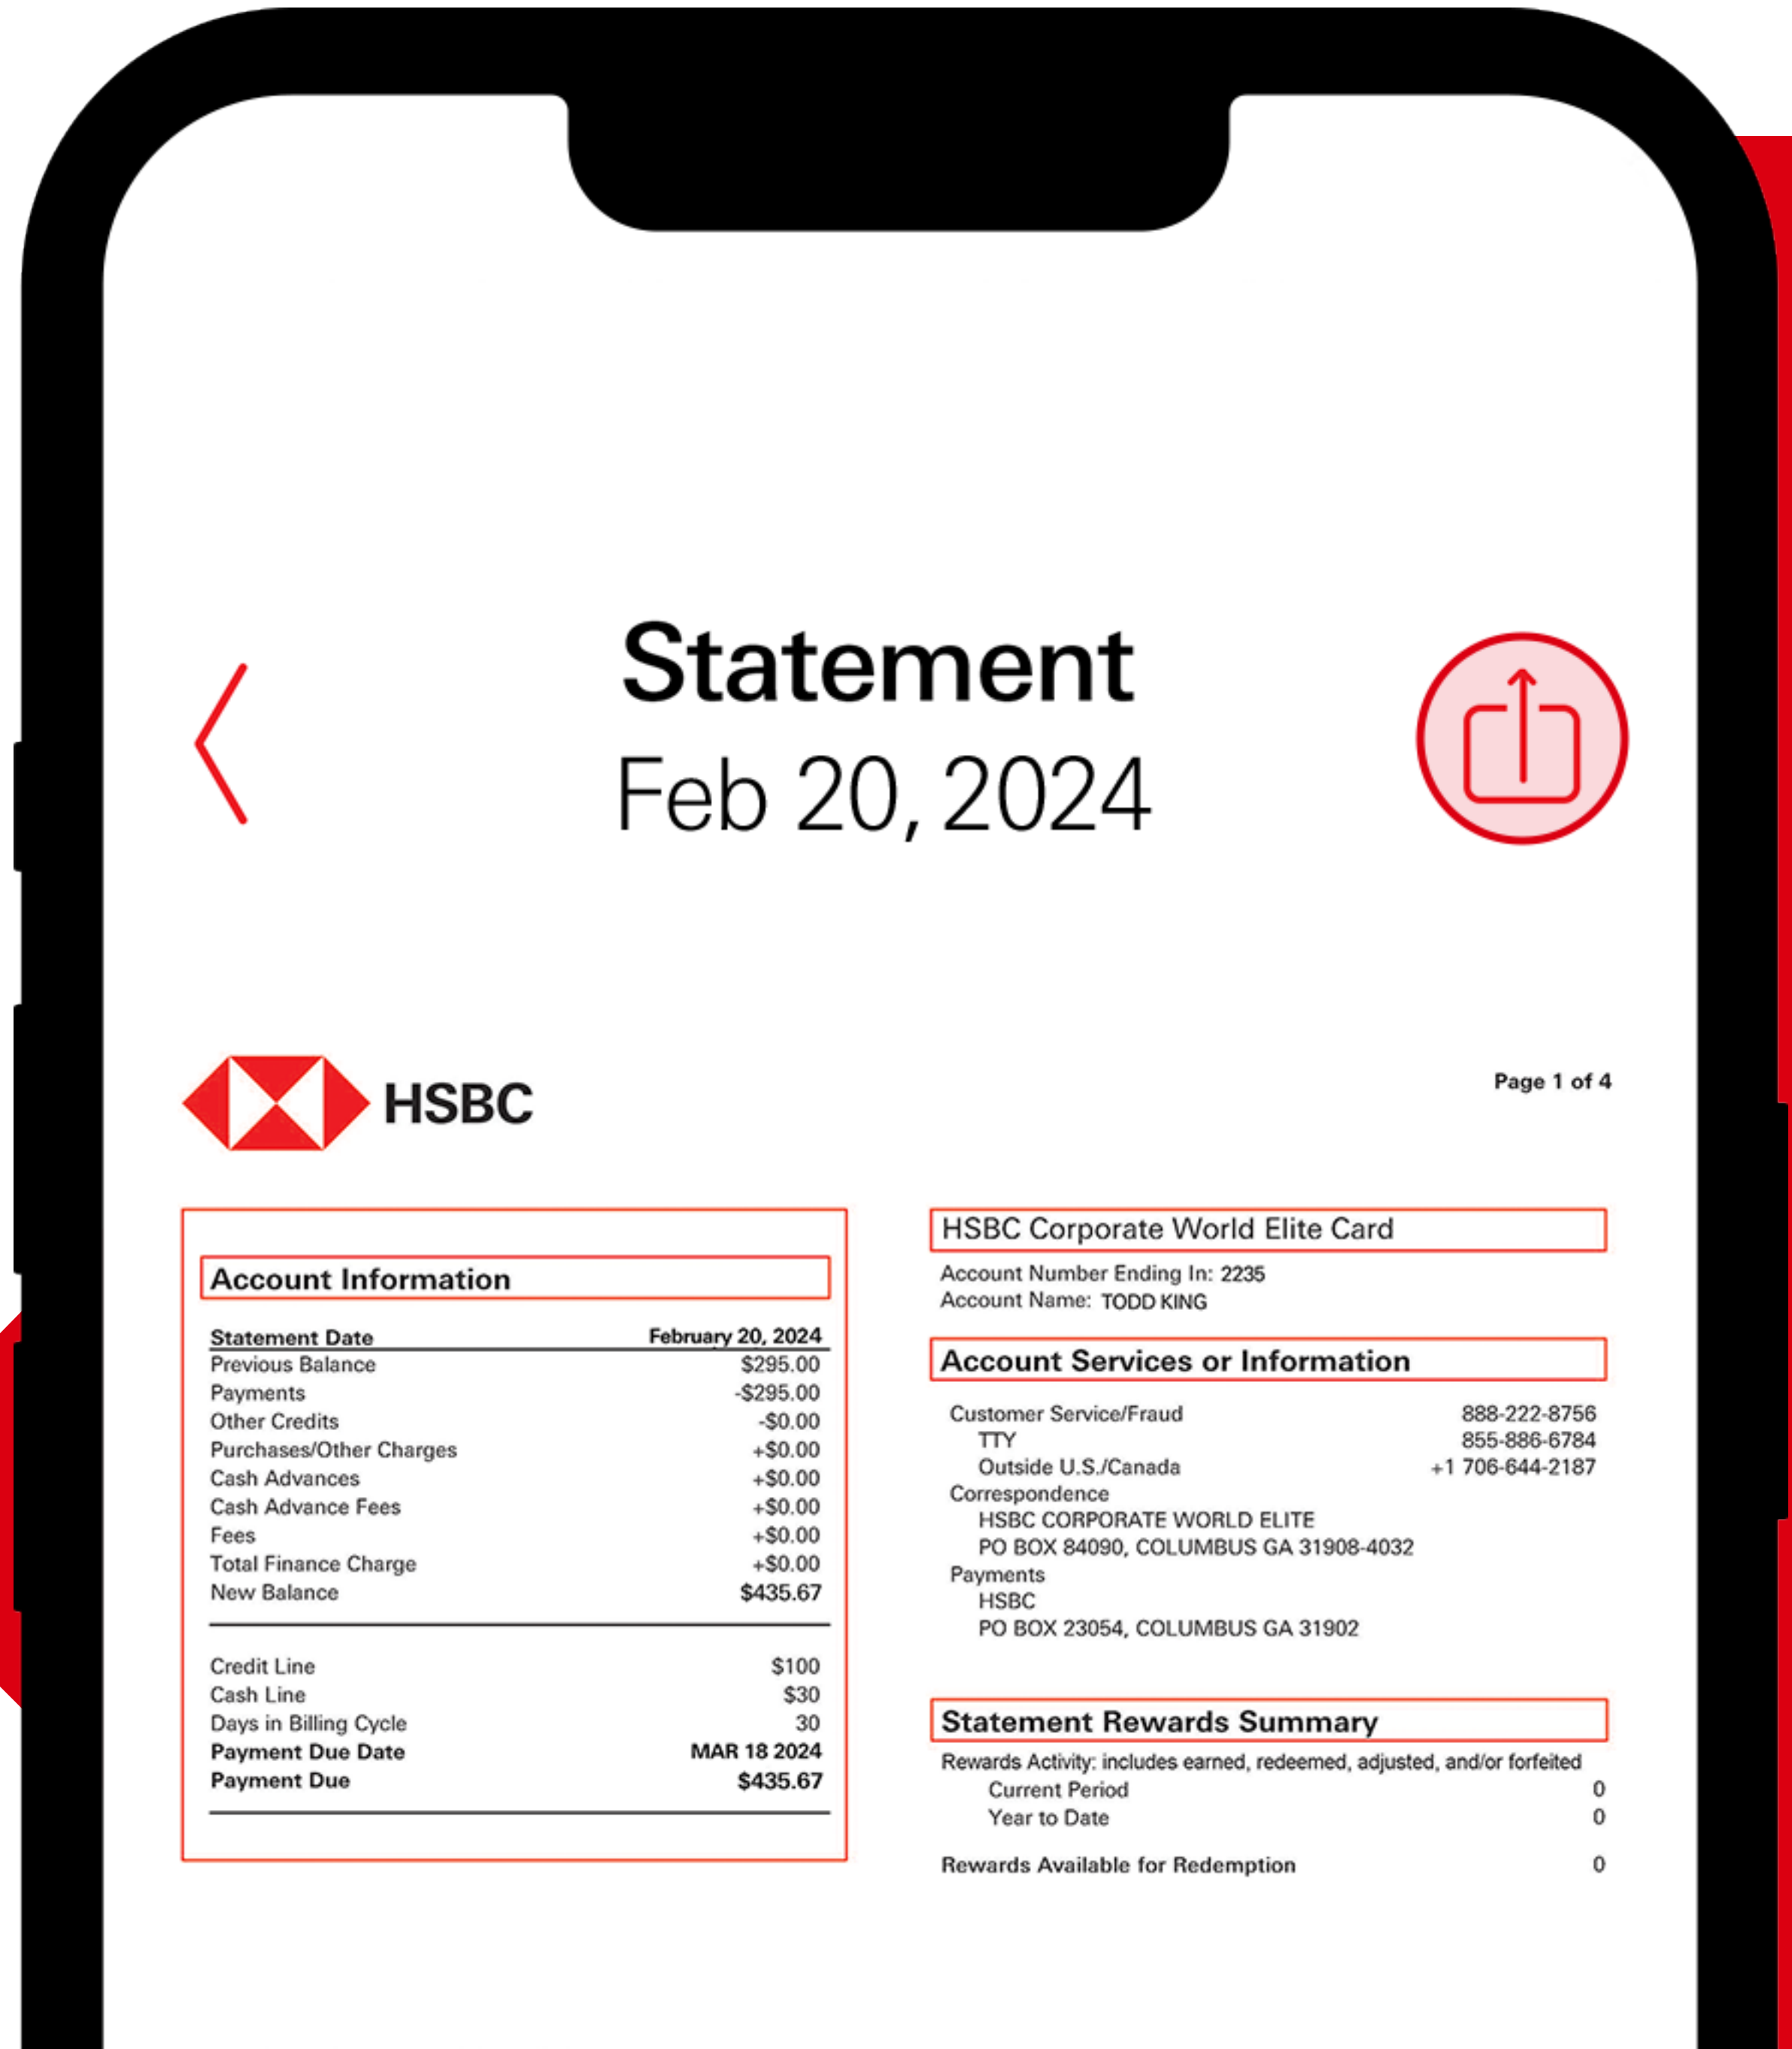 Statement
Feb 20, 2024
HSBC
Page 1 of 4
Account Information
Statement Date February 20, 2024
Previous Balance $295.00
Payments -$295.00
Other Credits -$0.00
Purchases/Other Charges +$0.00
Cash Advances +$0.00
Cash Advance Fees +$0.00
Fees +$0.00
Total Finance Charge +$0.00
New Balance $435.67
Credit Line $100
Cash Line $30
Days in Billing Cycle 30
Payment Due Date MAR 18 2024
Payment Due $435.67
HSBC Corporate World Elite Card
Account Number Ending In: 2235
Account Name: TODD KING
Account Services or Information
Customer Service/Fraud 888-222-8756
TTY 855-886-6784
Outside U.S./Canada +1 706-644-2187
Correspondence
HSBC CORPORATE WORLD ELITE
PO BOX 84090, COLUMBUS GA 31908-4032
Payments
HSBC
PO BOX 23054, COLUMBUS GA 31902
Statement Rewards Summary
Rewards Activity: includes earned, redeemed, adjusted, and/or forfeited
Current Period 0
Year to Date 0
Rewards Available for Redemption 0